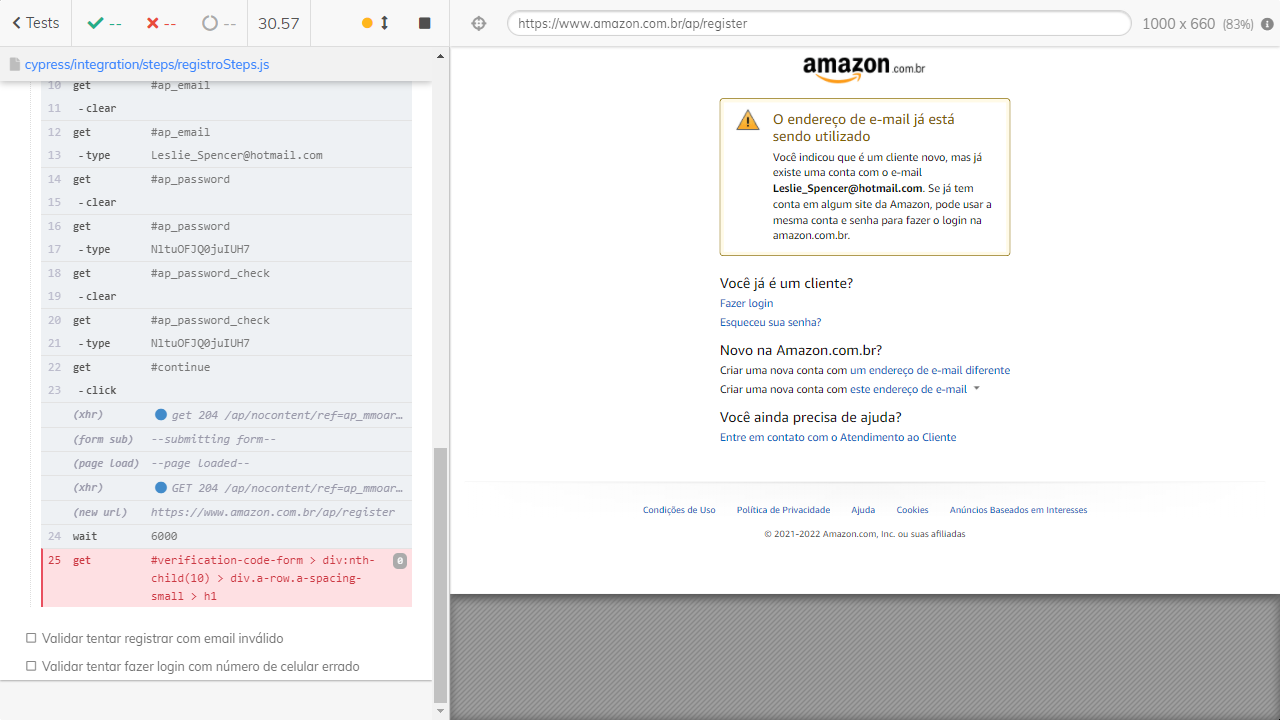 Tests
--
--
--
30.57
https://www.amazon.com.br/ap/register
1000 x 660 (83%)
cypress/integration/steps/registroSteps.js
10 get #ap_email
11 - clear
12 get #ap_email
13 - type Leslie_Spencer@hotmail.com
14 get #ap_password
15 - clear
16 get #ap_password
17 - type NltuOFJQ0juIUH7
18 get #ap_password_check
19 - clear
20 get #ap_password_check
21 - type NltuOFJQ0juIUH7
22 get #continue
23 - click
(xhr) get 204 /ap/nocontent/ref=ap_mmoar…
(form sub) --submitting form--
(page load) --page loaded--
(xhr) GET 204 /ap/nocontent/ref=ap_mmoar…
(new url) https://www.amazon.com.br/ap/register
24 wait 6000
25 get #verification-code-form > div:nth-
child(10) > div.a-row.a-spacing-
small > h1
0
Validar tentar registrar com email inválido
Validar tentar fazer login com número de celular errado
amazon.com.br
O endereço de e-mail já está
sendo utilizado
Você indicou que é um cliente novo, mas já
existe uma conta com o e-mail
Leslie_Spencer@hotmail.com. Se já tem
conta em algum site da Amazon, pode usar a
mesma conta e senha para fazer o login na
amazon.com.br.
Você já é um cliente?
Fazer login
Esqueceu sua senha?
Novo na Amazon.com.br?
Criar uma nova conta com um endereço de e-mail diferente
Criar uma nova conta com este endereço de e-mail
Você ainda precisa de ajuda?
Entre em contato com o Atendimento ao Cliente
Condições de Uso Política de Privacidade Ajuda Cookies Anúncios Baseados em Interesses
© 2021-2022 Amazon.com, Inc. ou suas afiliadas